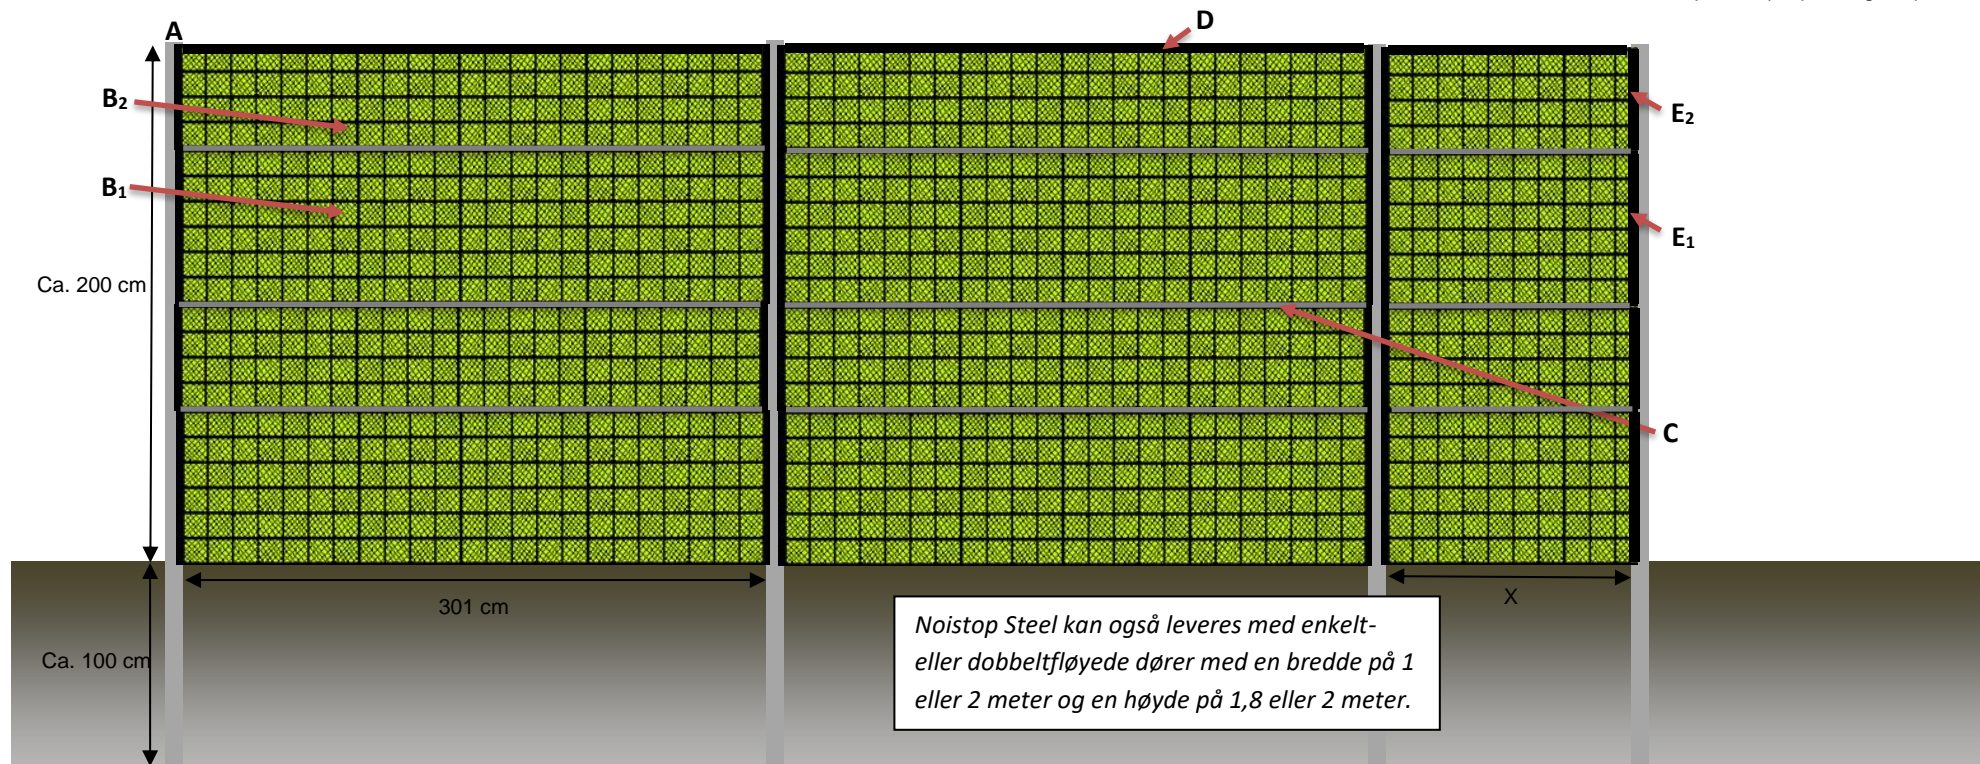 A
D
B₂
E₂
B₁
E₁
Ca. 200 cm
C
301 cm
X
Noistop Steel kan også leveres med enkelt-
eller dobbeltfløyede dører med en bredde på 1
eller 2 meter og en høyde på 1,8 eller 2 meter.
Ca. 100 cm